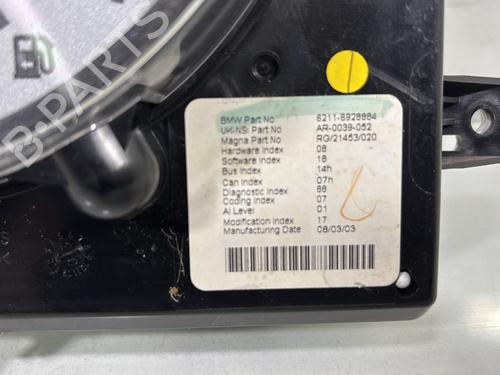 BMW Part No 6211-6928884
UK-NSI Part No AR-0039-052
Magna Part No RG/21453/020
Hardware Index 08
Software Index 18
Bus Index 14h
Can Index 07h
Diagnostic Index 88
Coding Index 07
AI Level 01
Modification Index 17
Manufacturing Date 08/03/03
B-PARTS